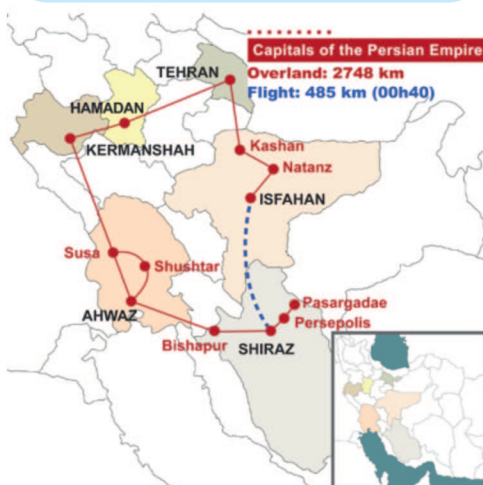 Capitals of the Persian Empire
Overland: 2748 km
Flight: 485 km (00h40)
TEHRAN
HAMADAN
KERMANSHAH
Kashan
Natanz
ISFAHAN
Susa
Shushtar
AHWAZ
Pasargadae
Persepolis
Bishapur
SHIRAZ